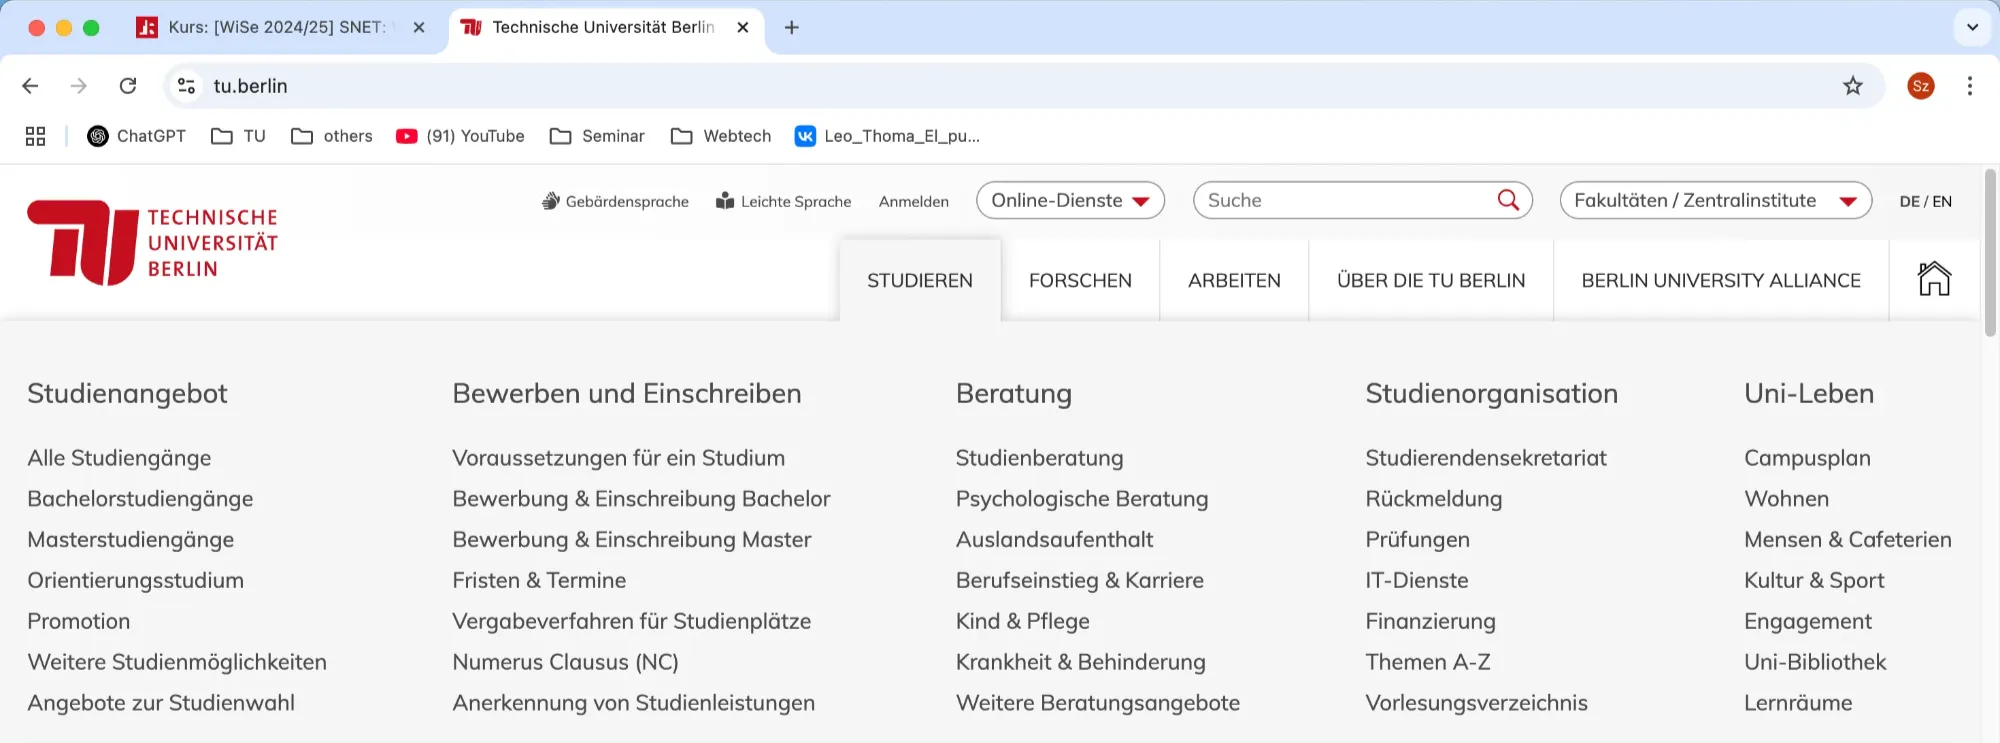 Kurs: [WiSe 2024/25] SNET:
Technische Universität Berlin
tu.berlin
Sz
ChatGPT
TU
others
(91) YouTube
Seminar
Webtech
Leo_Thoma_El_pu...
TECHNISCHE
UNIVERSITÄT
BERLIN
Gebärdensprache
Leichte Sprache
Anmelden
Online-Dienste
Suche
Fakultäten / Zentralinstitute
DE / EN
STUDIEREN
FORSCHEN
ARBEITEN
ÜBER DIE TU BERLIN
BERLIN UNIVERSITY ALLIANCE
Studienangebot
Alle Studiengänge
Bachelorstudiengänge
Masterstudiengänge
Orientierungsstudium
Promotion
Weitere Studienmöglichkeiten
Angebote zur Studienwahl
Bewerben und Einschreiben
Voraussetzungen für ein Studium
Bewerbung & Einschreibung Bachelor
Bewerbung & Einschreibung Master
Fristen & Termine
Vergabeverfahren für Studienplätze
Numerus Clausus (NC)
Anerkennung von Studienleistungen
Beratung
Studienberatung
Psychologische Beratung
Auslandsaufenthalt
Berufseinstieg & Karriere
Kind & Pflege
Krankheit & Behinderung
Weitere Beratungsangebote
Studienorganisation
Studierendensekretariat
Rückmeldung
Prüfungen
IT-Dienste
Finanzierung
Themen A-Z
Vorlesungsverzeichnis
Uni-Leben
Campusplan
Wohnen
Mensen & Cafeterien
Kultur & Sport
Engagement
Uni-Bibliothek
Lernräume